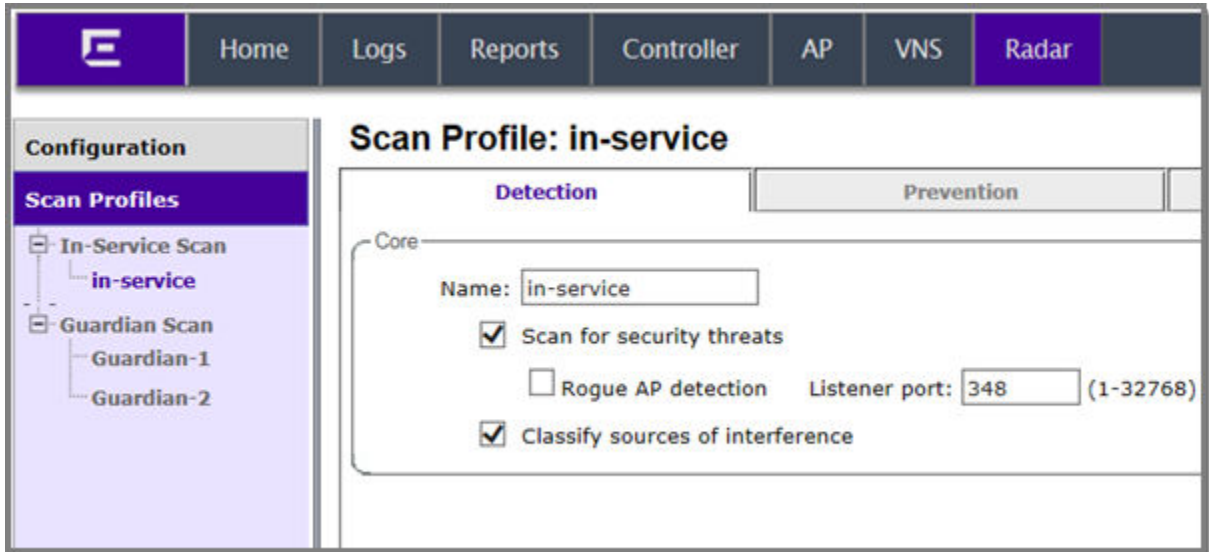 Home Logs Reports Controller AP VNS Radar
Configuration
Scan Profiles
In-Service Scan
in-service
Guardian Scan
Guardian-1
Guardian-2
Scan Profile: in-service
Detection Prevention
Core
Name: in-service
Scan for security threats
Rogue AP detection Listener port: 348 (1-32768)
Classify sources of interference